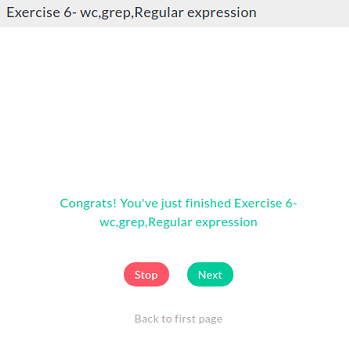 Exercise 6- wc,grep,Regular expression
Congrats! You've just finished Exercise 6-
wc,grep,Regular expression
Stop Next
Back to first page